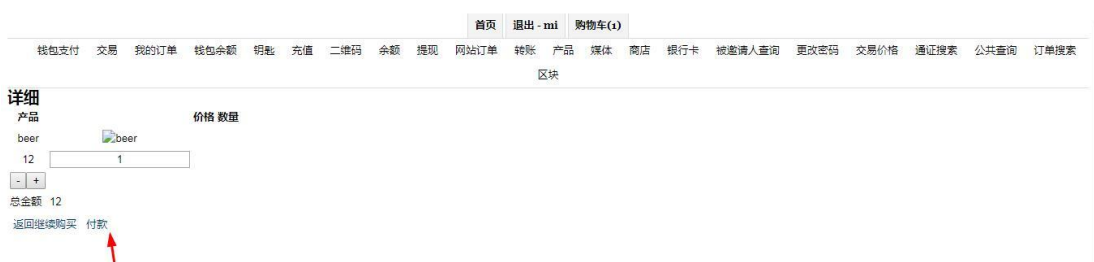 首页 退出 - mi 购物车(1)
钱包支付 交易 我的订单 钱包余额 钥匙 充值 二维码 余额 提现 网站订单 转账 产品 媒体 商店 银行卡 被邀请人查询 更改密码 交易价格 通证搜索 公共查询 订单搜索
区块
详细
产品 价格 数量
beer beer
12 1
- +
总金额 12
返回继续购买 付款